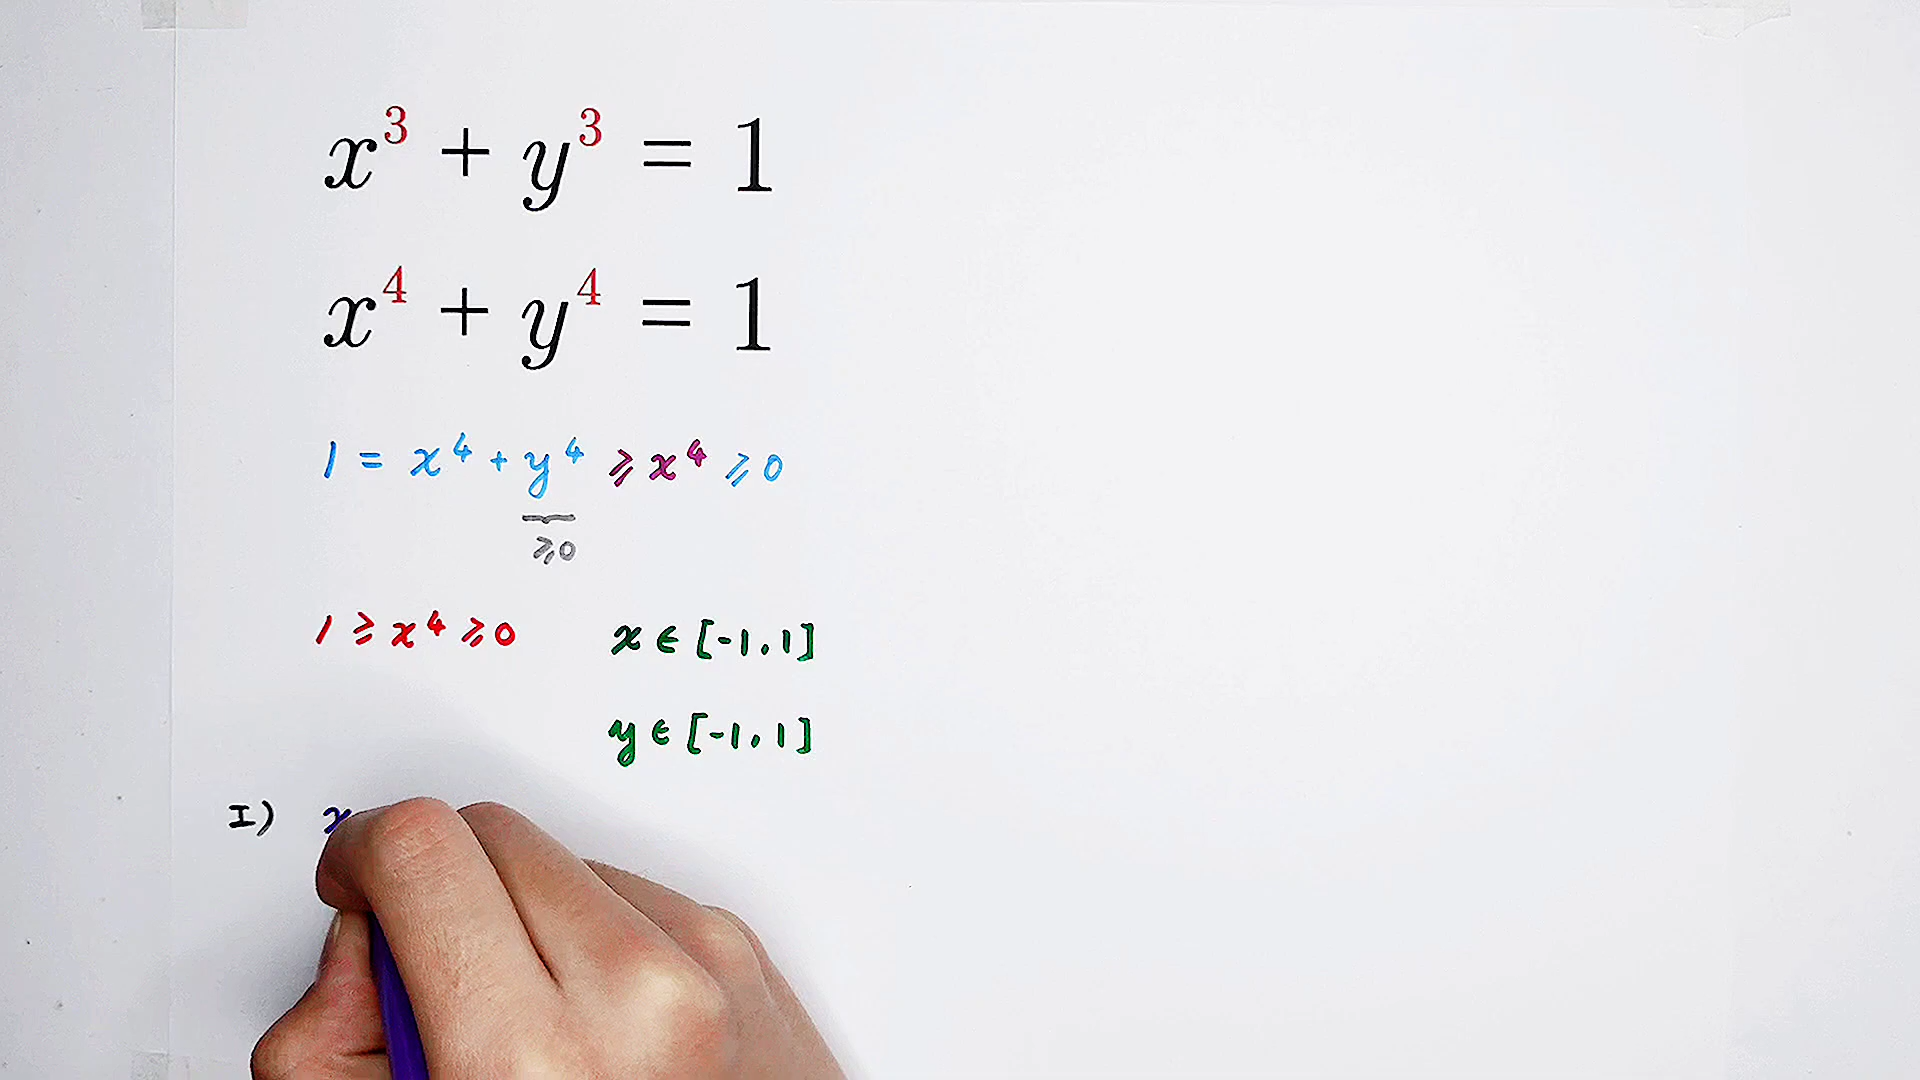 x³ + y³ = 1
x⁴ + y⁴ = 1
1 = x⁴ + y⁴ ⩾ x⁴ ⩾ 0
⩾0
1 ⩾ x⁴ ⩾ 0 x ∈ [-1, 1]
y ∈ [-1, 1]
I) x